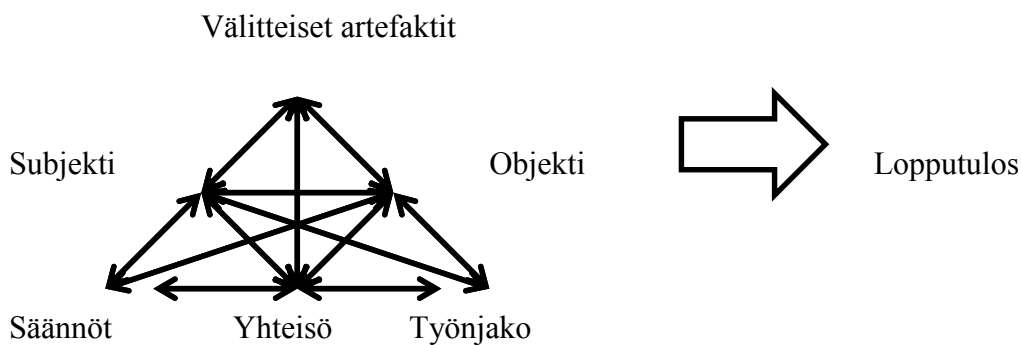 Välitteiset artefaktit
Subjekti Objekti Lopputulos
Säännöt Yhteisö Työnjako